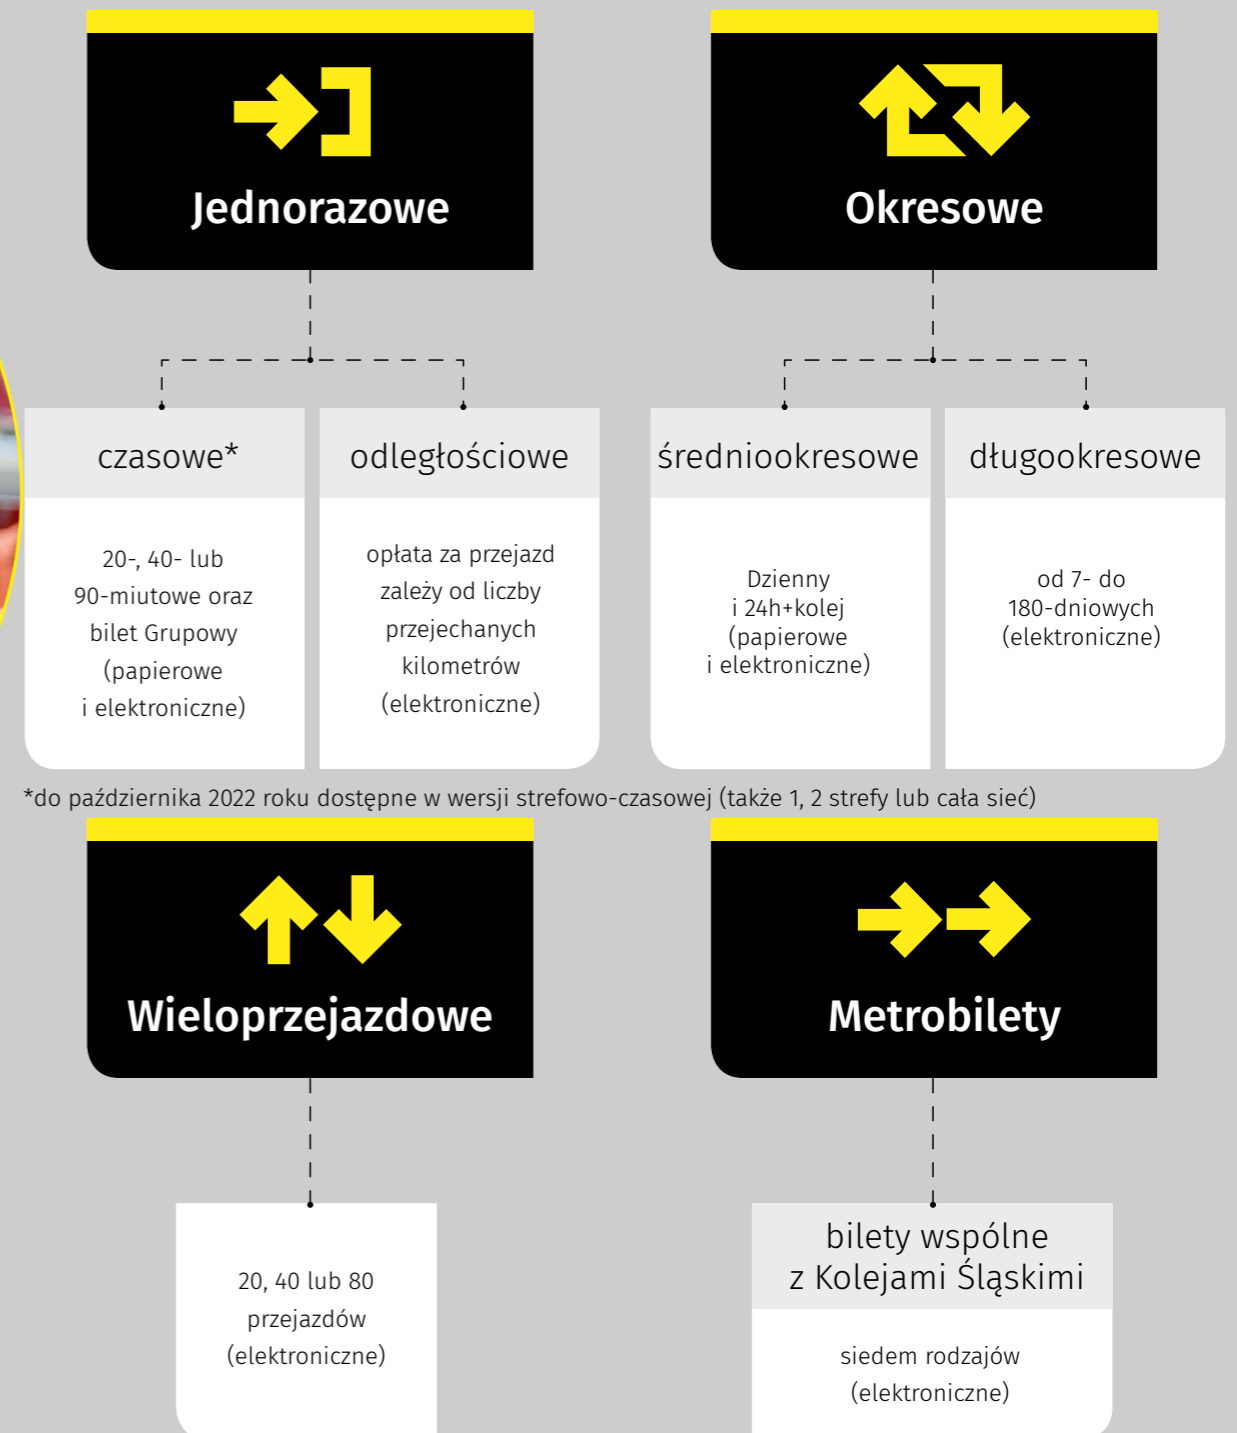 Jednorazowe
czasowe*
20-, 40- lub
90-miutowe oraz
bilet Grupowy
(papierowe
i elektroniczne)
odległościowe
opłata za przejazd
zależy od liczby
przejechanych
kilometrów
(elektroniczne)
Okresowe
średniookresowe
Dzienny
i 24h+kolej
(papierowe
i elektroniczne)
długookresowe
od 7- do
180-dniowych
(elektroniczne)
*do października 2022 roku dostępne w wersji strefowo-czasowej (także 1, 2 strefy lub cała sieć)
Wieloprzejazdowe
20, 40 lub 80
przejazdów
(elektroniczne)
Metrobilety
bilety wspólne
z Kolejami Śląskimi
siedem rodzajów
(elektroniczne)